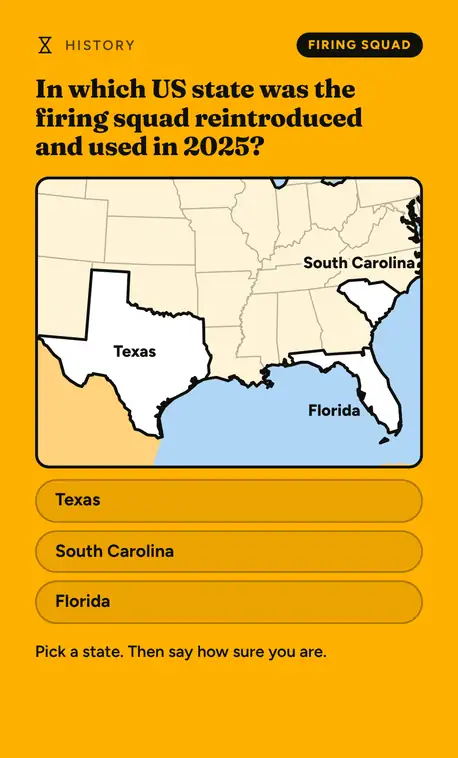 HISTORY
FIRING SQUAD
In which US state was the
firing squad reintroduced
and used in 2025?
South Carolina
Texas
Florida
Texas
South Carolina
Florida
Pick a state. Then say how sure you are.